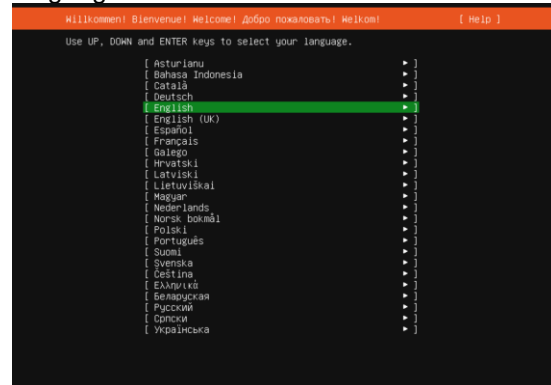 Willkommen! Bienvenue! Welcome! Добро пожаловать! Welkom! [ Help ]
Use UP, DOWN and ENTER keys to select your language.
[ Asturianu ▸ ]
[ Bahasa Indonesia ▸ ]
[ Català ▸ ]
[ Deutsch ▸ ]
[ English ▸ ]
[ English (UK) ▸ ]
[ Español ▸ ]
[ Français ▸ ]
[ Galego ▸ ]
[ Hrvatski ▸ ]
[ Latviski ▸ ]
[ Lietuviškai ▸ ]
[ Magyar ▸ ]
[ Nederlands ▸ ]
[ Norsk bokmål ▸ ]
[ Polski ▸ ]
[ Português ▸ ]
[ Suomi ▸ ]
[ Svenska ▸ ]
[ Čeština ▸ ]
[ Ελληνικά ▸ ]
[ Беларуская ▸ ]
[ Русский ▸ ]
[ Српски ▸ ]
[ Українська ▸ ]